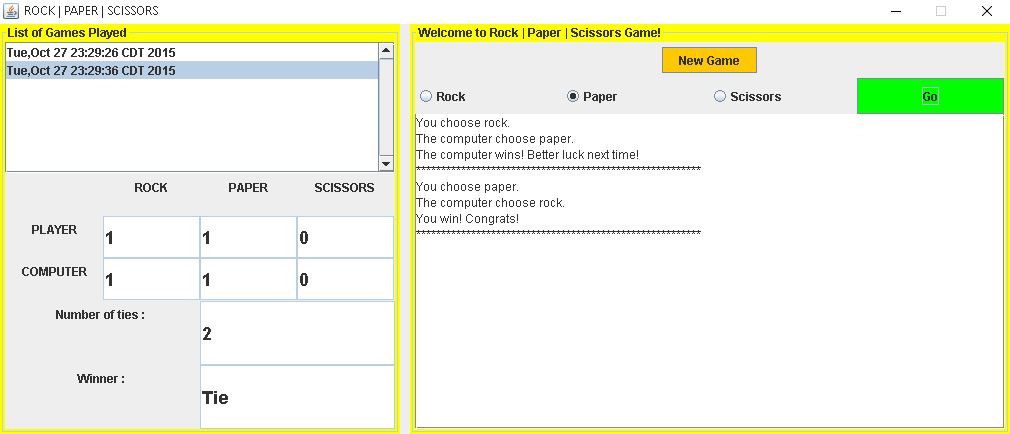 ROCK | PAPER | SCISSORS
List of Games Played
Tue,Oct 27 23:29:26 CDT 2015
Tue,Oct 27 23:29:36 CDT 2015
ROCK PAPER SCISSORS
PLAYER 1 1 0
COMPUTER 1 1 0
Number of ties : 2
Winner : Tie
Welcome to Rock | Paper | Scissors Game!
New Game
Rock Paper Scissors Go
You choose rock.
The computer choose paper.
The computer wins! Better luck next time!
*********************************************************
You choose paper.
The computer choose rock.
You win! Congrats!
*********************************************************